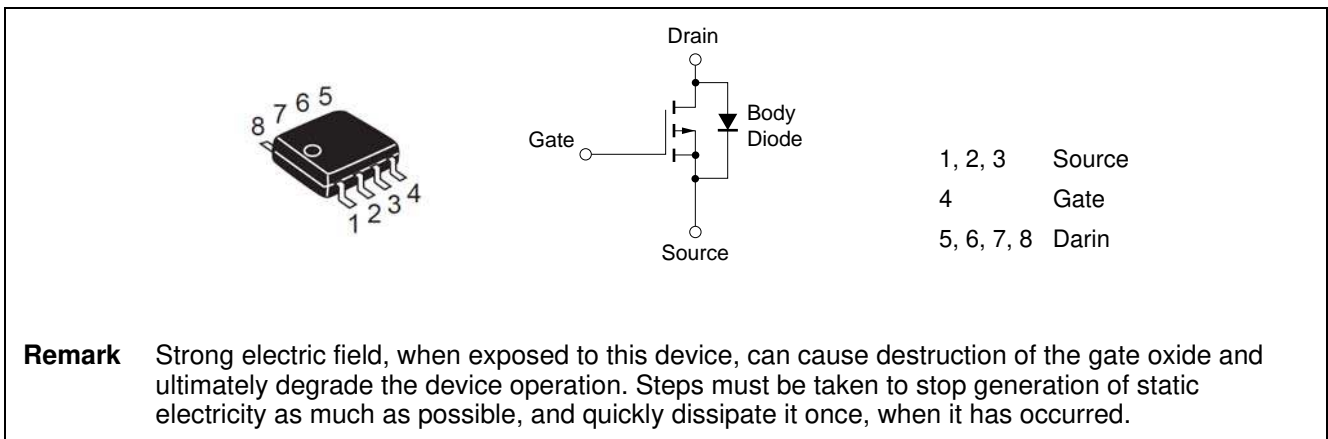 Drain
8 7 6 5
Body
Diode
Gate
1 2 3 4
Source
1, 2, 3 Source
4 Gate
5, 6, 7, 8 Darin
Remark Strong electric field, when exposed to this device, can cause destruction of the gate oxide and
ultimately degrade the device operation. Steps must be taken to stop generation of static
electricity as much as possible, and quickly dissipate it once, when it has occurred.